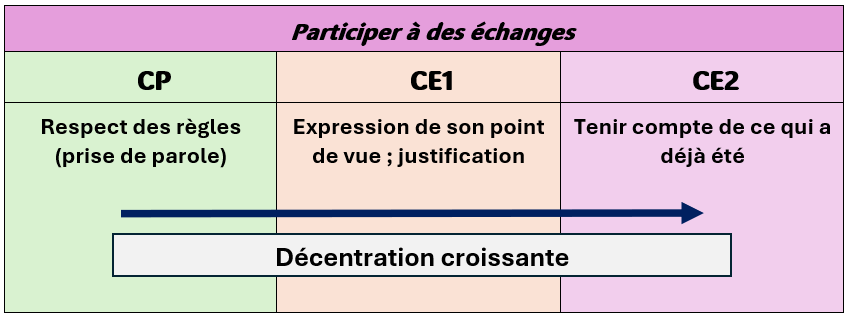 Participer à des échanges
CP
CE1
CE2
Respect des règles
(prise de parole)
Expression de son point
de vue ; justification
Tenir compte de ce qui a
déjà été
Décentration croissante